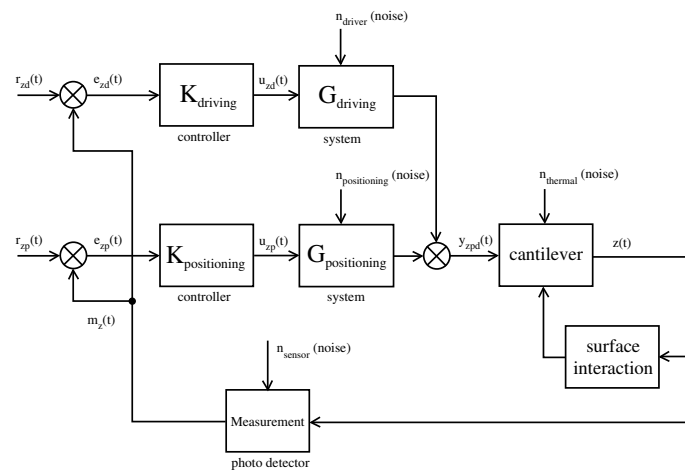 n_driver (noise)
r_zd(t)
e_zd(t)
K_driving
u_zd(t)
G_driving
controller
system
n_positioning (noise)
n_thermal (noise)
r_zp(t)
e_zp(t)
K_positioning
u_zp(t)
G_positioning
y_zpd(t)
cantilever
z(t)
controller
system
m_z(t)
n_sensor (noise)
surface
interaction
Measurement
photo detector